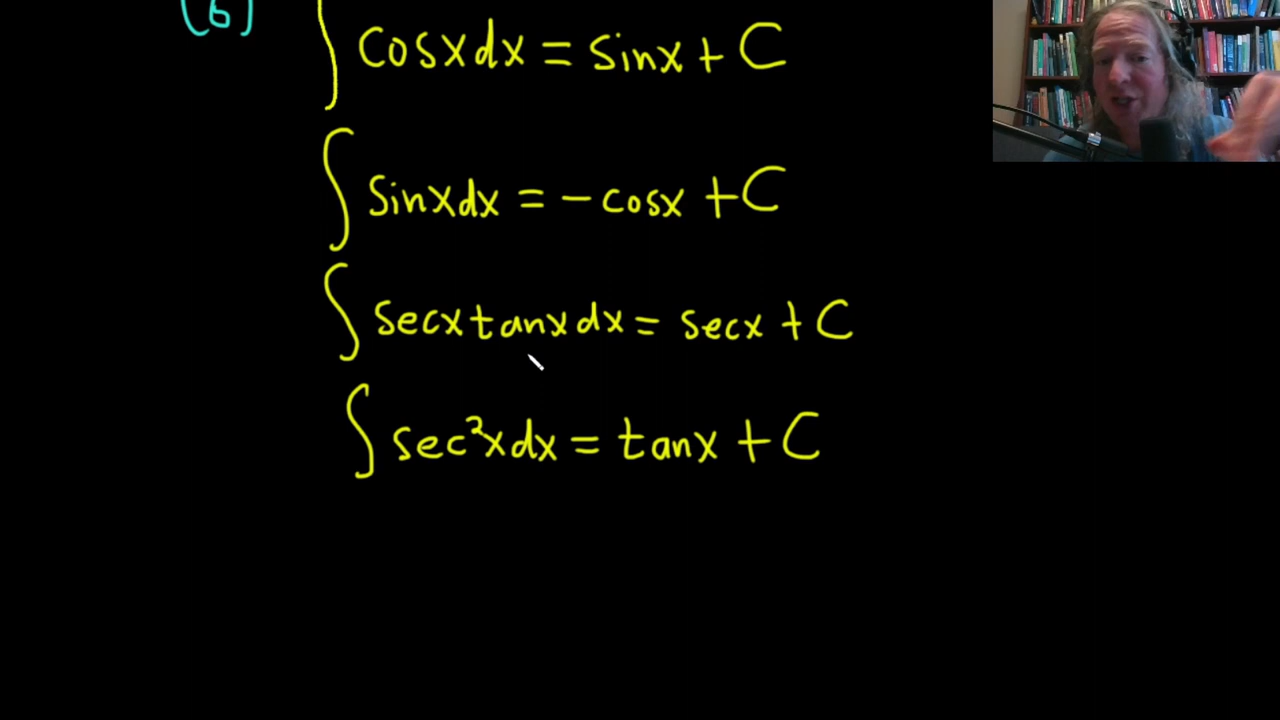 (6) ∫ cosx dx = sinx + C
∫ sinx dx = -cosx + C
∫ secx tanx dx = secx + C
∫ sec²x dx = tanx + C